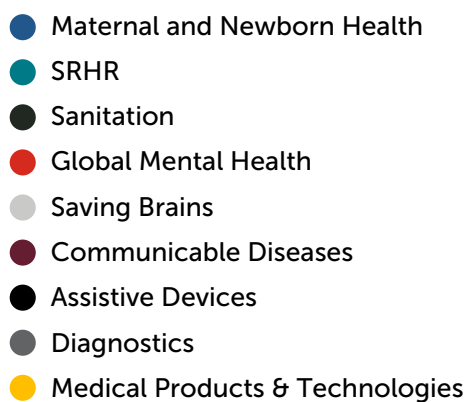 Maternal and Newborn Health
SRHR
Sanitation
Global Mental Health
Saving Brains
Communicable Diseases
Assistive Devices
Diagnostics
Medical Products & Technologies